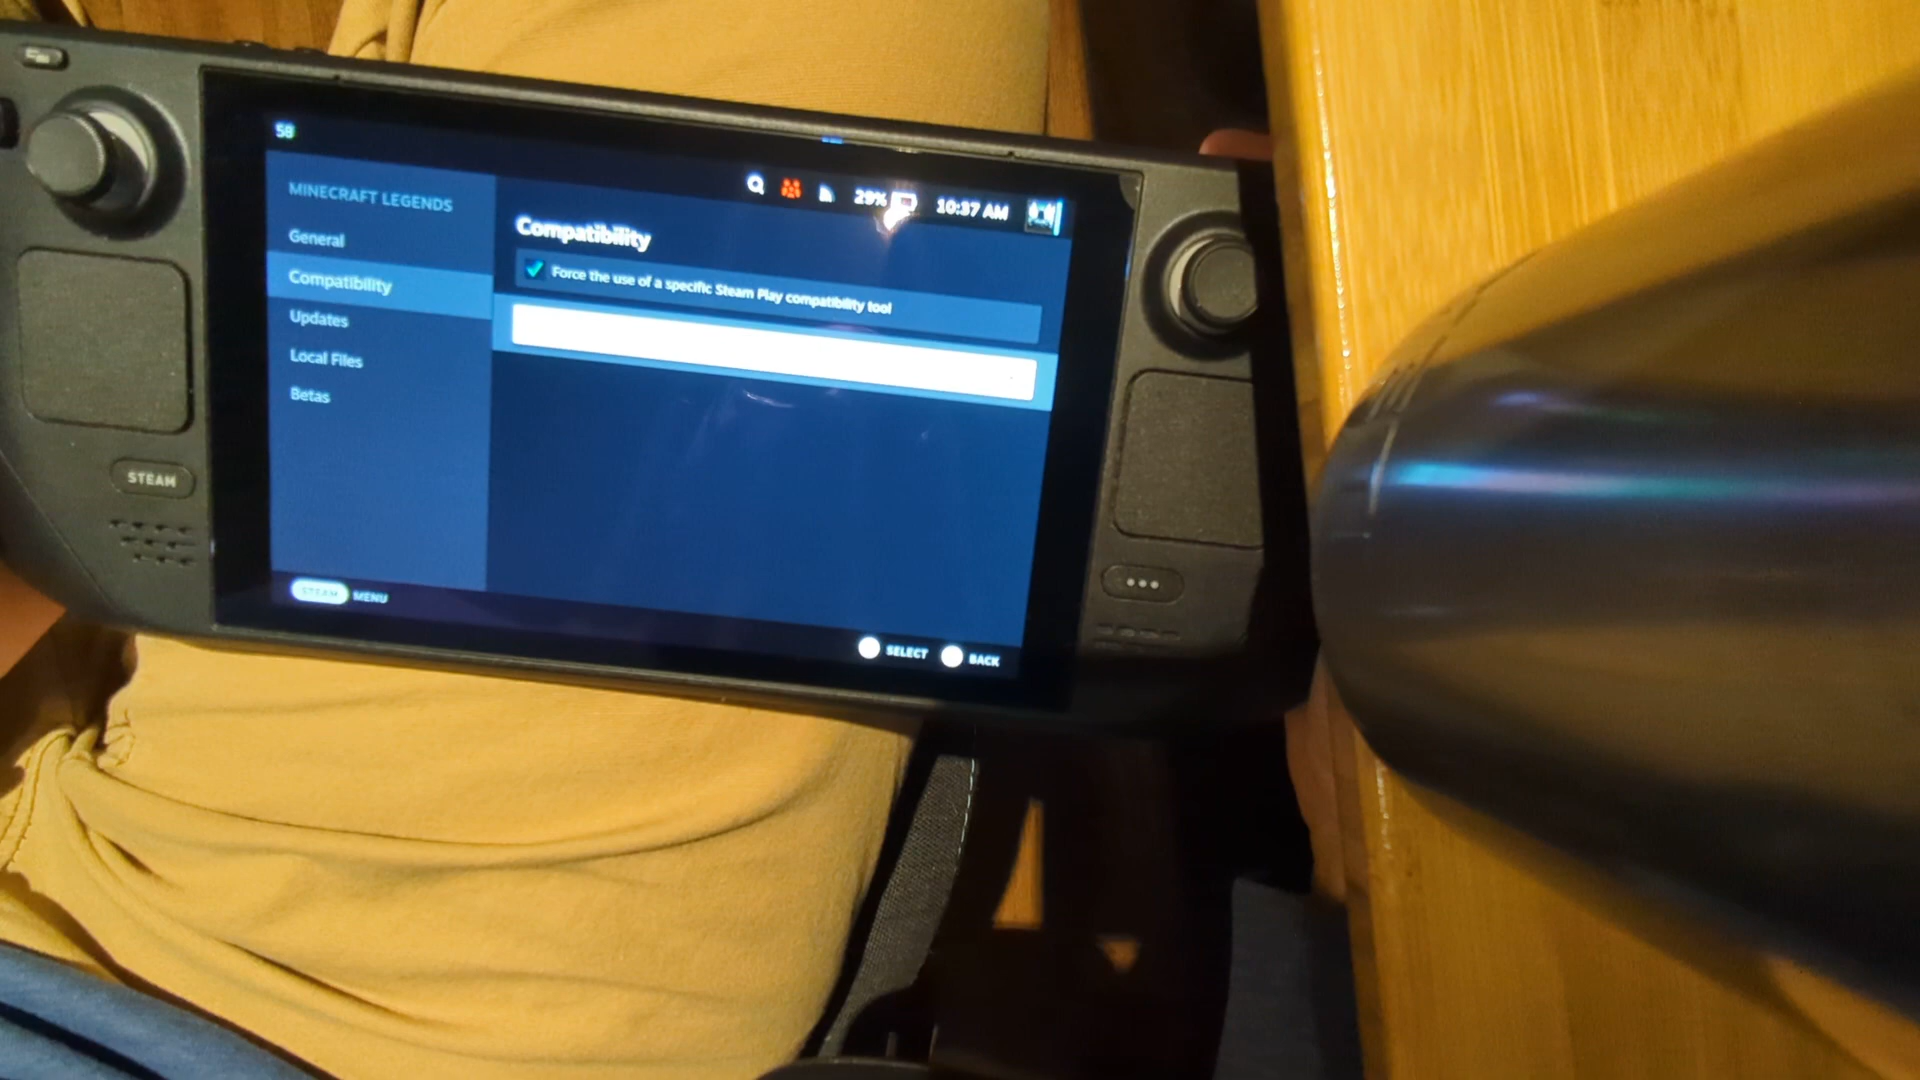 58
29% 10:37 AM
MINECRAFT LEGENDS
General
Compatibility
Updates
Local Files
Betas
Compatibility
Force the use of a specific Steam Play compatibility tool
STEAM MENU
SELECT BACK
STEAM